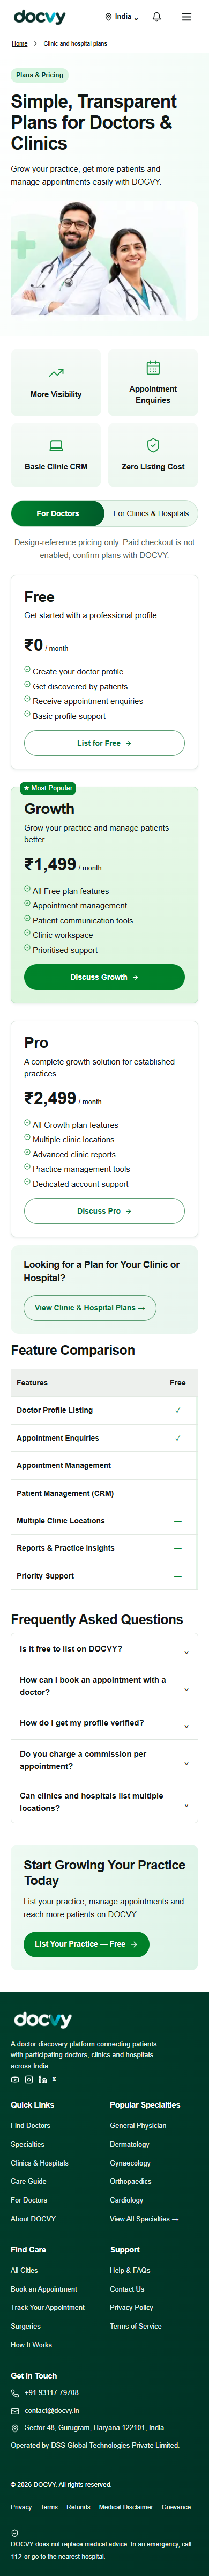 docvy
India
Home > Clinic and hospital plans
Plans & Pricing
Simple, Transparent
Plans for Doctors &
Clinics
Grow your practice, get more patients and
manage appointments easily with DOCVY.
More Visibility
Appointment
Enquiries
Basic Clinic CRM
Zero Listing Cost
For Doctors
For Clinics & Hospitals
Design-reference pricing only. Paid checkout is not
enabled; confirm plans with DOCVY.
Free
Get started with a professional profile.
₹0 / month
Create your doctor profile
Get discovered by patients
Receive appointment enquiries
Basic profile support
List for Free →
★ Most Popular
Growth
Grow your practice and manage patients
better.
₹1,499 / month
All Free plan features
Appointment management
Patient communication tools
Clinic workspace
Prioritised support
Discuss Growth →
Pro
A complete growth solution for established
practices.
₹2,499 / month
All Growth plan features
Multiple clinic locations
Advanced clinic reports
Practice management tools
Dedicated account support
Discuss Pro →
Looking for a Plan for Your Clinic or
Hospital?
View Clinic & Hospital Plans →
Feature Comparison
Features Free
Doctor Profile Listing ✓
Appointment Enquiries ✓
Appointment Management —
Patient Management (CRM) —
Multiple Clinic Locations —
Reports & Practice Insights —
Priority Support —
Frequently Asked Questions
Is it free to list on DOCVY?
How can I book an appointment with a
doctor?
How do I get my profile verified?
Do you charge a commission per
appointment?
Can clinics and hospitals list multiple
locations?
Start Growing Your Practice
Today
List your practice, manage appointments and
reach more patients on DOCVY.
List Your Practice — Free →
docvy
A doctor discovery platform connecting patients
with participating doctors, clinics and hospitals
across India.
Quick Links
Find Doctors
Specialties
Clinics & Hospitals
Care Guide
For Doctors
About DOCVY
Popular Specialties
General Physician
Dermatology
Gynaecology
Orthopaedics
Cardiology
View All Specialties →
Find Care
All Cities
Book an Appointment
Track Your Appointment
Surgeries
How It Works
Support
Help & FAQs
Contact Us
Privacy Policy
Terms of Service
Get in Touch
+91 93117 79708
contact@docvy.in
Sector 48, Gurugram, Haryana 122101, India.
Operated by DSS Global Technologies Private Limited.
© 2026 DOCVY. All rights reserved.
Privacy Terms Refunds Medical Disclaimer Grievance
DOCVY does not replace medical advice. In an emergency, call
112 or go to the nearest hospital.